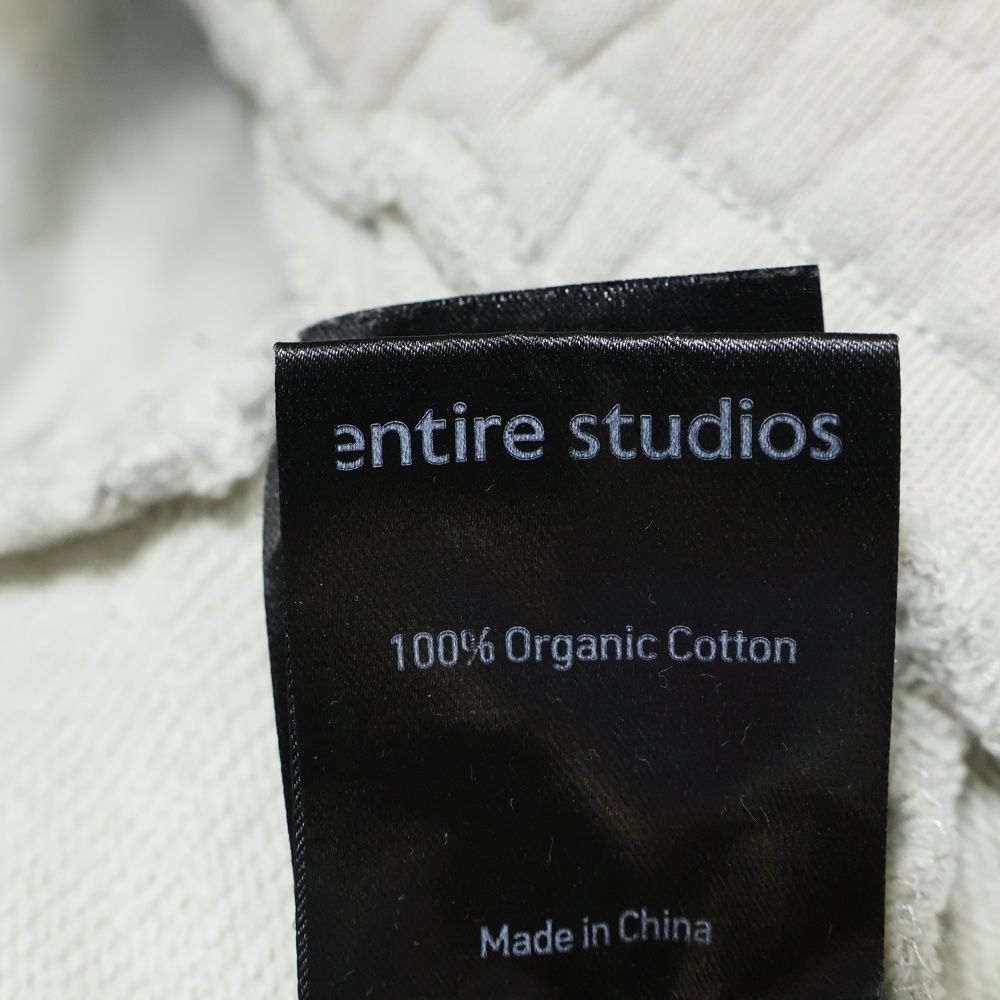 entire studios
100% Organic Cotton
Made in China